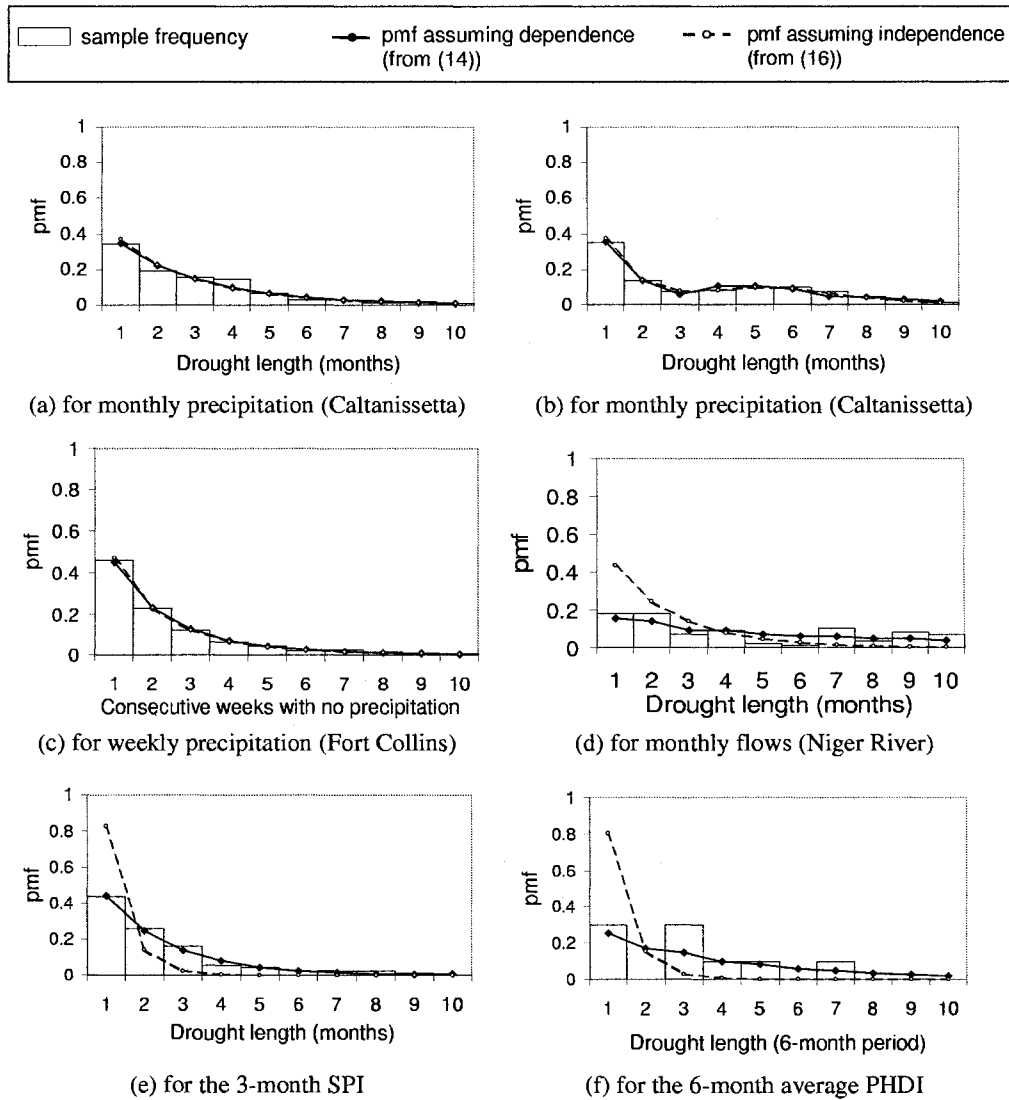 sample frequency
pmf assuming dependence
(from (14))
pmf assuming independence
(from (16))
1
0.8
0.6
0.4
0.2
0
pmf
1 2 3 4 5 6 7 8 9 10
Drought length (months)
(a) for monthly precipitation (Caltanissetta)
1
0.8
0.6
0.4
0.2
0
pmf
1 2 3 4 5 6 7 8 9 10
Drought length (months)
(b) for monthly precipitation (Caltanissetta)
1
0.8
0.6
0.4
0.2
0
pmf
1 2 3 4 5 6 7 8 9 10
Consecutive weeks with no precipitation
(c) for weekly precipitation (Fort Collins)
1
0.8
0.6
0.4
0.2
0
pmf
1 2 3 4 5 6 7 8 9 10
Drought length (months)
(d) for monthly flows (Niger River)
1
0.8
0.6
0.4
0.2
0
pmf
1 2 3 4 5 6 7 8 9 10
Drought length (months)
(e) for the 3-month SPI
1
0.8
0.6
0.4
0.2
0
pmf
1 2 3 4 5 6 7 8 9 10
Drought length (6-month period)
(f) for the 6-month average PHDI